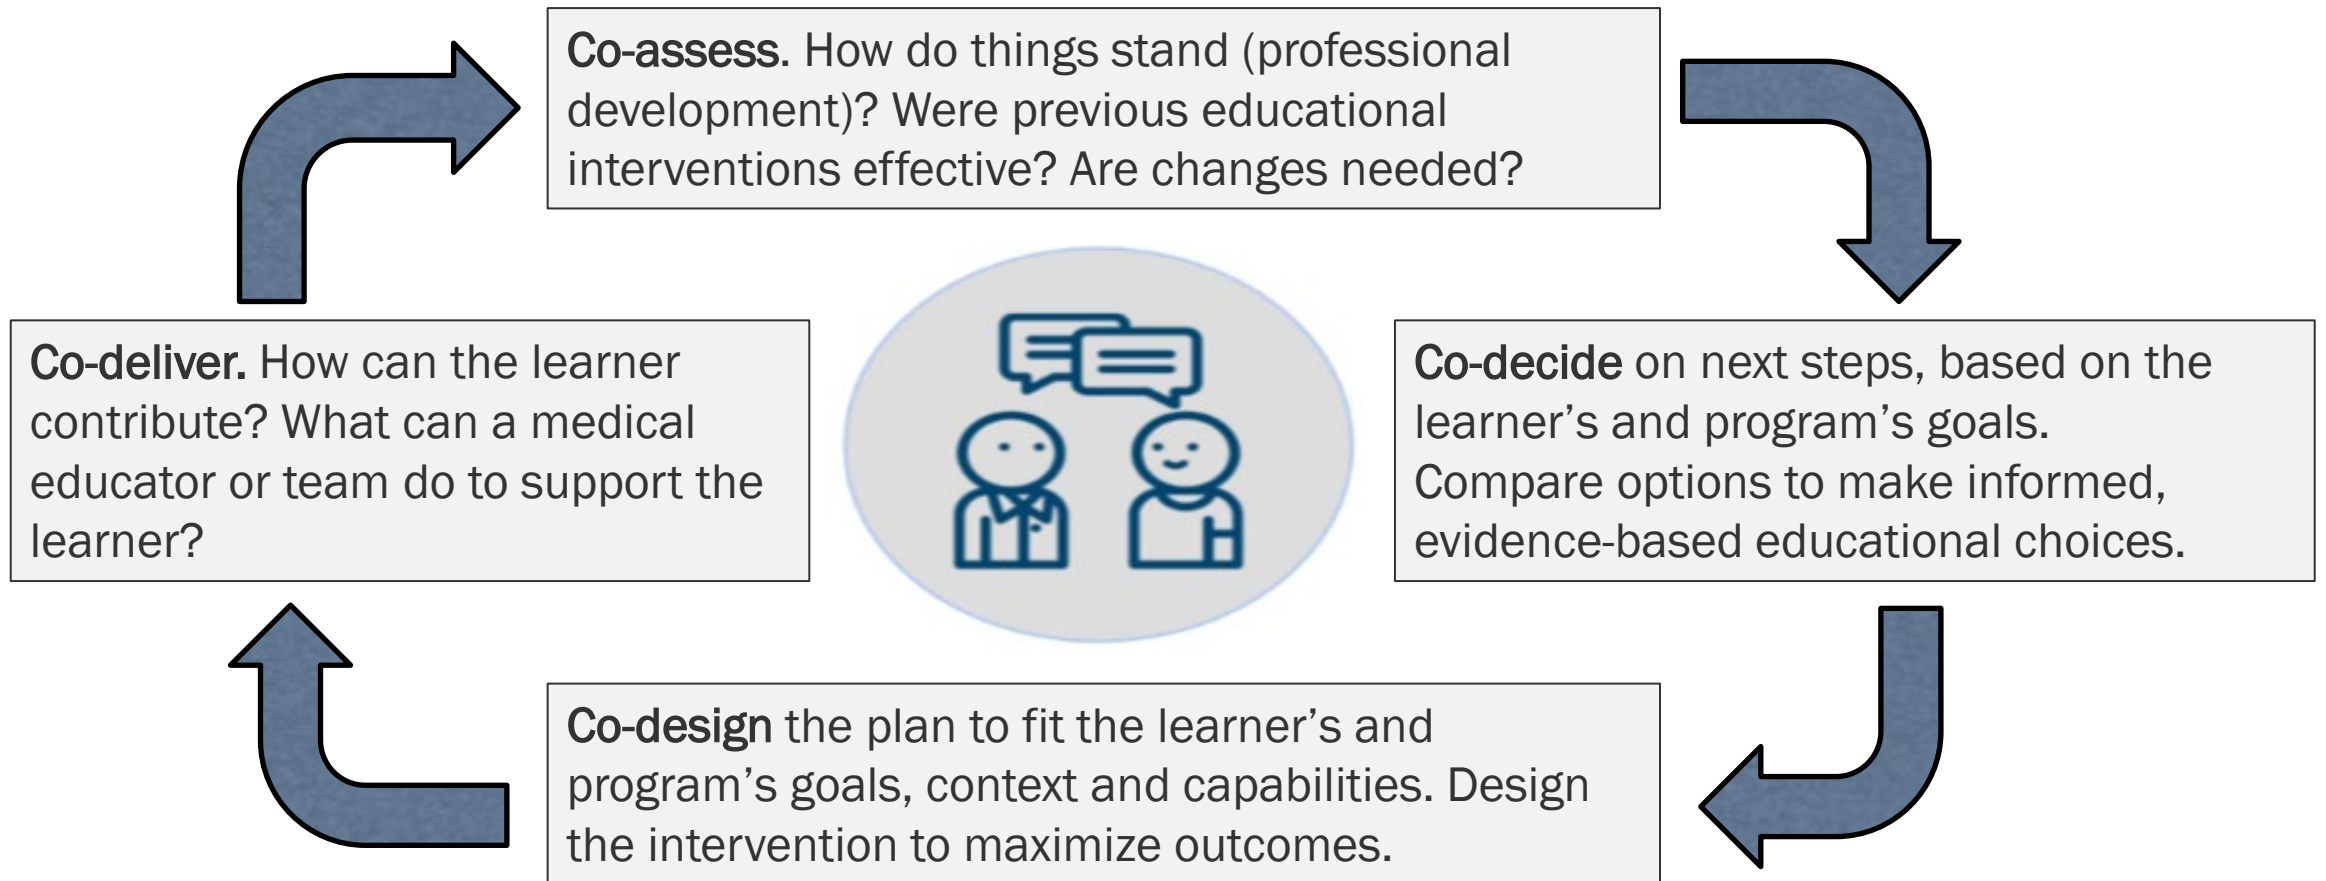 Co-assess. How do things stand (professional
development)? Were previous educational
interventions effective? Are changes needed?
Co-deliver. How can the learner
contribute? What can a medical
educator or team do to support the
learner?
Co-decide on next steps, based on the
learner’s and program’s goals.
Compare options to make informed,
evidence-based educational choices.
Co-design the plan to fit the learner’s and
program’s goals, context and capabilities. Design
the intervention to maximize outcomes.